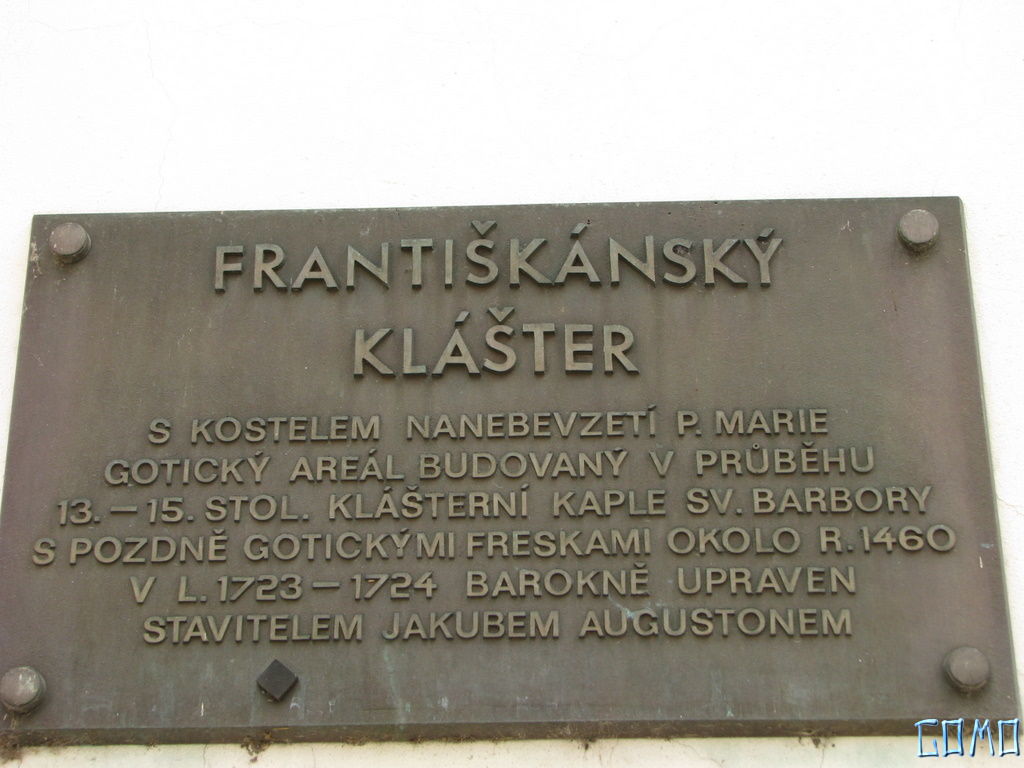 FRANTIŠKÁNSKÝ
KLÁŠTER
S KOSTELEM NANEBEVZETÍ P. MARIE
GOTICKÝ AREÁL BUDOVANÝ V PRŮBĚHU
13. – 15. STOL. KLÁŠTERNÍ KAPLE SV. BARBORY
S POZDNĚ GOTICKÝMI FRESKAMI OKOLO R. 1460
V L. 1723 – 1724 BAROKNĚ UPRAVEN
STAVITELEM JAKUBEM AUGUSTONEM
GOMO